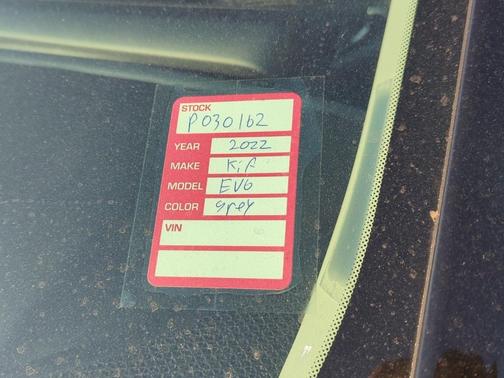 STOCK
P030162
YEAR 2022
MAKE Kia
MODEL EV6
COLOR grey
VIN